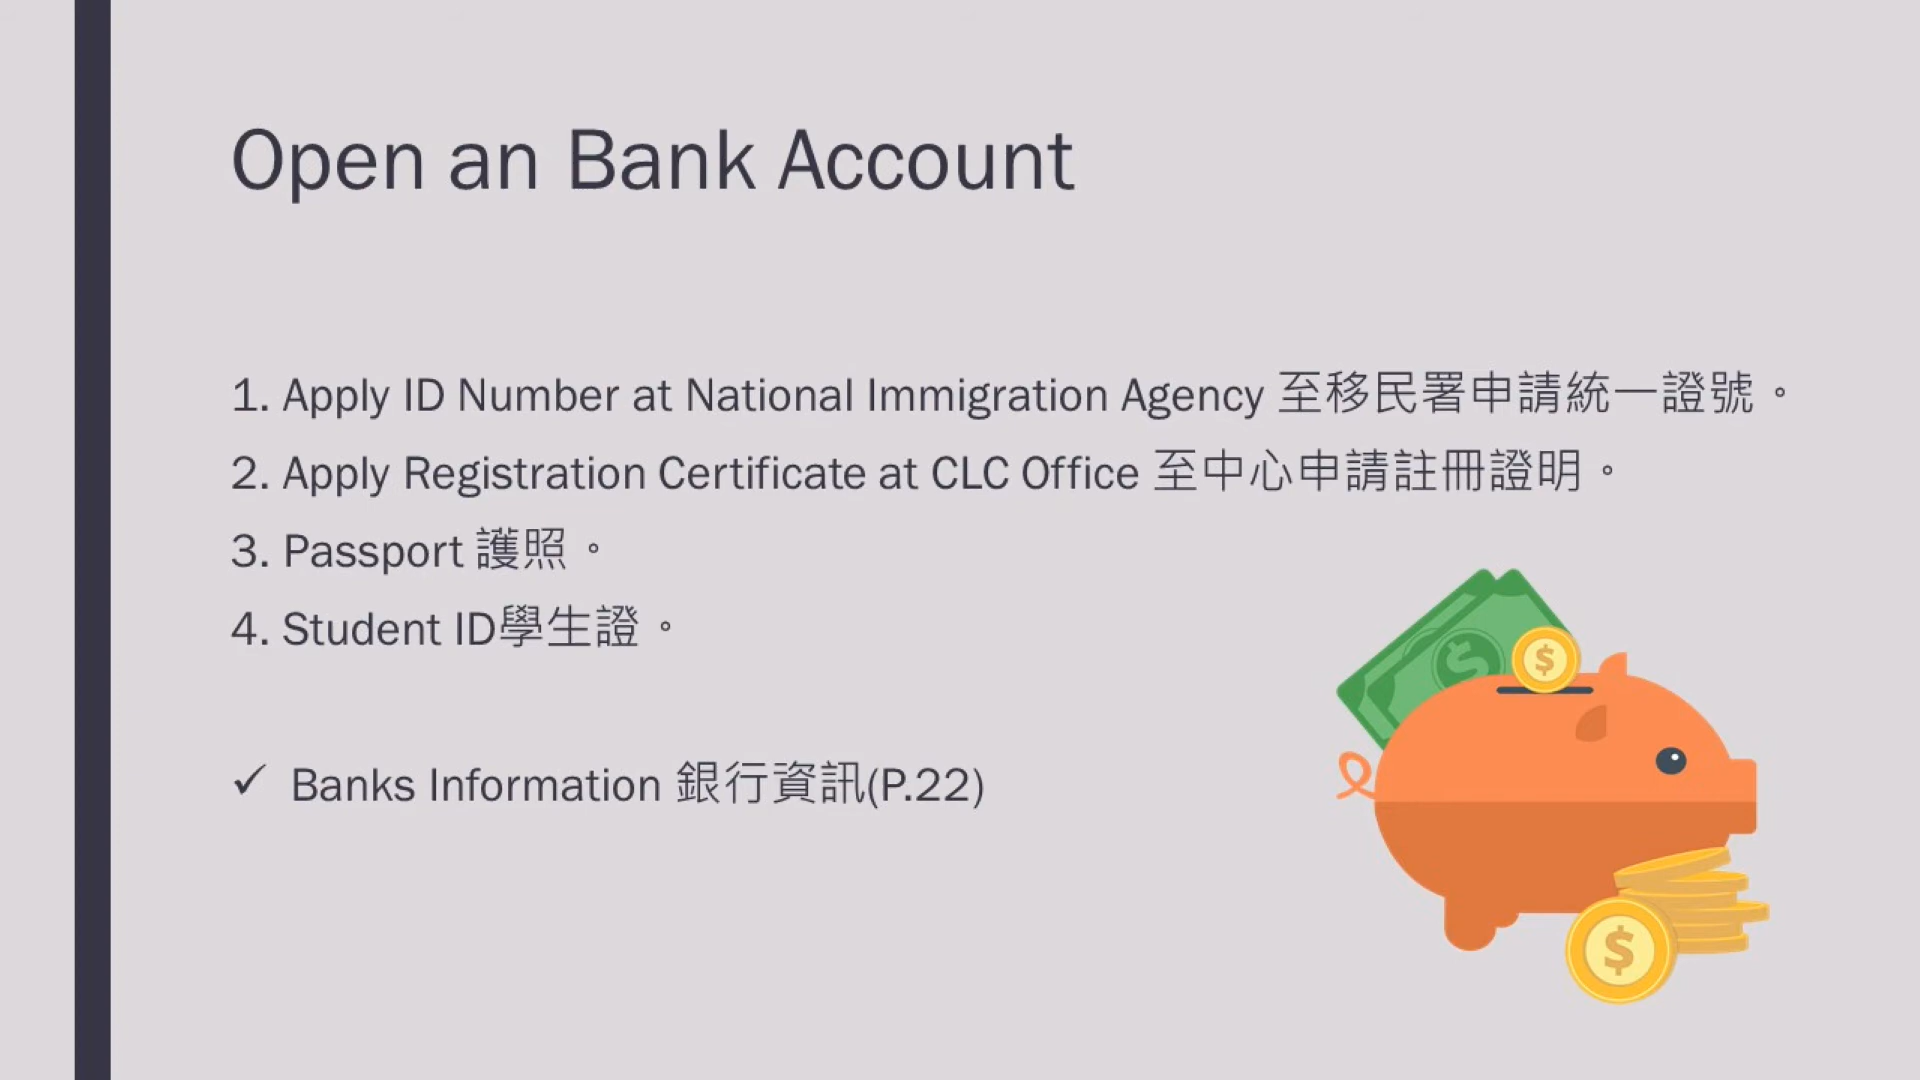 Open an Bank Account
1. Apply ID Number at National Immigration Agency 至移民署申請統一證號。
2. Apply Registration Certificate at CLC Office 至中心申請註冊證明。
3. Passport 護照。
4. Student ID學生證。
✓ Banks Information 銀行資訊(P.22)
$
$
$